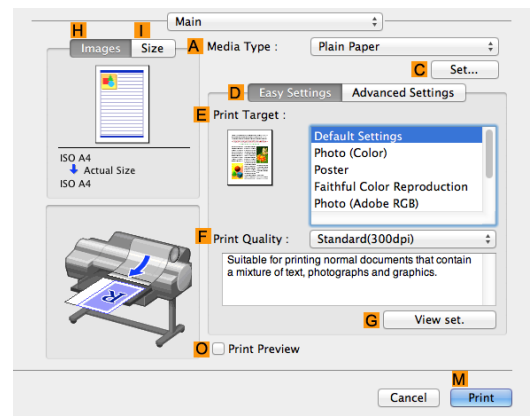 Main
H
I
Images
Size
A
Media Type :
Plain Paper
C
Set...
D
Easy Settings
Advanced Settings
E
Print Target :
Default Settings
Photo (Color)
Poster
Faithful Color Reproduction
Photo (Adobe RGB)
ISO A4
Actual Size
ISO A4
F
Print Quality :
Standard(300dpi)
Suitable for printing normal documents that contain
a mixture of text, photographs and graphics.
R
G
View set.
O
Print Preview
M
Cancel
Print